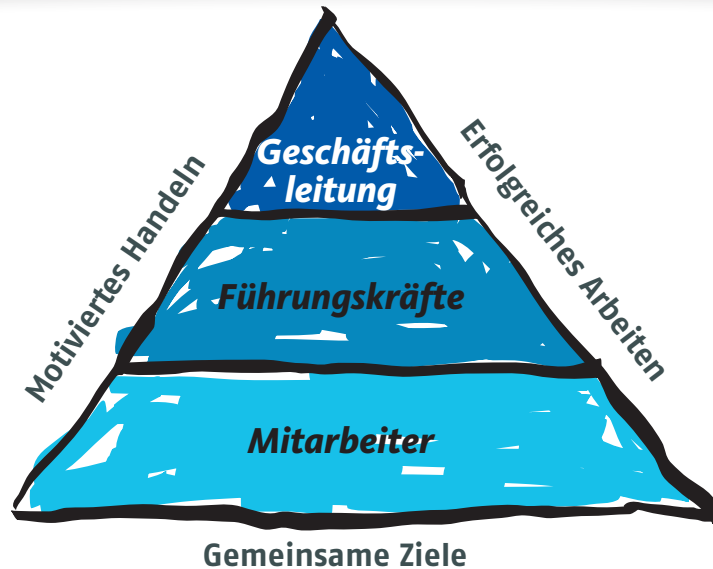 Geschäfts-
leitung
Motiviertes Handeln
Erfolgreiches Arbeiten
Führungskräfte
Mitarbeiter
Gemeinsame Ziele